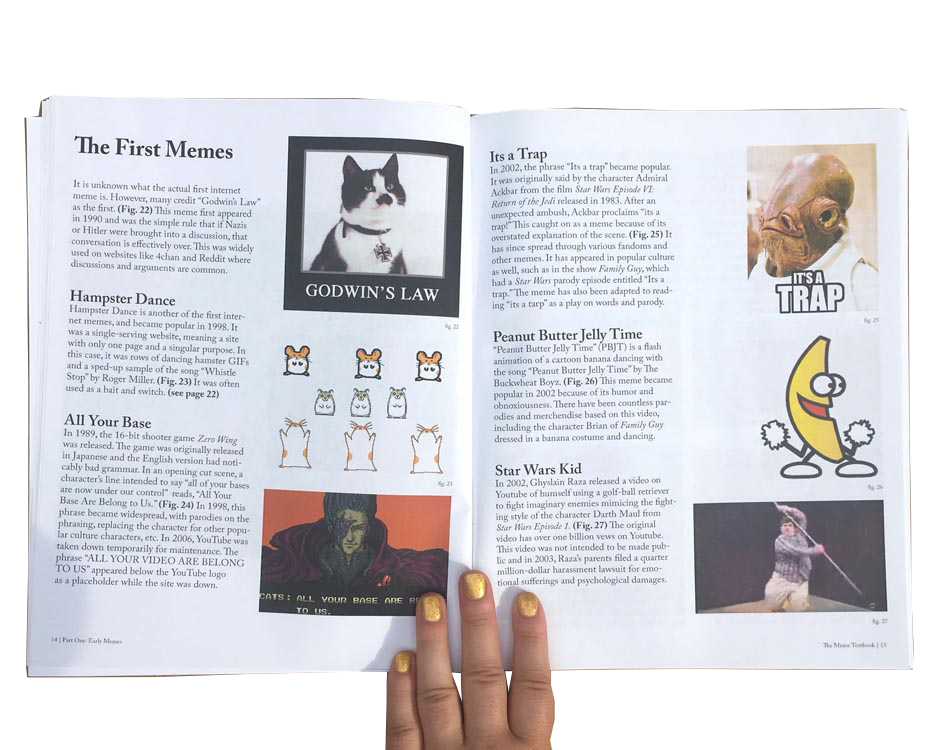 The First Memes
It is unknown what the actual first internet
meme is. However, many credit "Godwin's Law"
as the first. (Fig. 22) This meme first appeared
in 1990 and was the simple rule that if Nazis
or Hitler were brought into a discussion, that
conversation is effectively over. This was widely
used on websites like 4chan and Reddit where
discussions and arguments are common.
GODWIN'S LAW
fig. 22
Hampster Dance
Hampster Dance is another of the first inter-
net memes, and became popular in 1998. It
was a single-serving website, meaning a site
with only one page and a singular purpose. In
this case, it was rows of dancing hamster GIFs
and a sped-up sample of the song "Whistle
Stop" by Roger Miller. (Fig. 23) It was often
used as a bait and switch. (see page 22)
fig. 23
All Your Base
In 1989, the 16-bit shooter game Zero Wing
was released. The game was originally released
in Japanese and the English version had noti-
cably bad grammar. In an opening cut scene, a
character's line intended to say "all of your bases
are now under our control" reads, "All Your
Base Are Belong to Us." (Fig. 24) In 1998, this
phrase became widespread, with parodies on the
phrasing, replacing the character for other popu-
lar culture characters, etc. In 2006, YouTube was
taken down temporarily for maintenance. The
phrase "ALL YOUR VIDEO ARE BELONG
TO US" appeared below the YouTube logo
as a placeholder while the site was down.
CATS: ALL YOUR BASE ARE BE
TO US.
14 | Part One: Early Memes
Its a Trap
In 2002, the phrase "Its a trap" became popular.
It was originally said by the character Admiral
Ackbar from the film Star Wars Episode VI:
Return of the Jedi released in 1983. After an
unexpected ambush, Ackbar proclaims "its a
trap!" This caught on as a meme because of its
overstated explanation of the scene. (Fig. 25) It
has since spread through various fandoms and
other memes. It has appeared in popular culture
as well, such as in the show Family Guy, which
had a Star Wars parody episode entitled "Its a
trap." The meme has also been adapted to read-
ing "its a tarp" as a play on words and parody.
IT'S A
TRAP
fig. 25
Peanut Butter Jelly Time
"Peanut Butter Jelly Time" (PBJT) is a flash
animation of a cartoon banana dancing with
the song "Peanut Butter Jelly Time" by The
Buckwheat Boyz. (Fig. 26) This meme became
popular in 2002 because of its humor and
obnoxiousness. There have been countless par-
odies and merchendise based on this video,
including the character Brian of Family Guy
dressed in a banana costume and dancing.
fig. 26
Star Wars Kid
In 2002, Ghyslain Raza released a video on
Youtube of humself using a golf-ball retriever
to fight imaginary enemies mimicing the fight-
ing style of the character Darth Maul from
Star Wars Episode 1. (Fig. 27) The original
video has over one billion vews on Youtube.
This video was not intended to be made pub-
lic and in 2003, Raza's parents filed a quarter
million-dollar harassment lawsuit for emo-
tional sufferings and psychological damages.
fig. 27
The Meme Textbook | 15